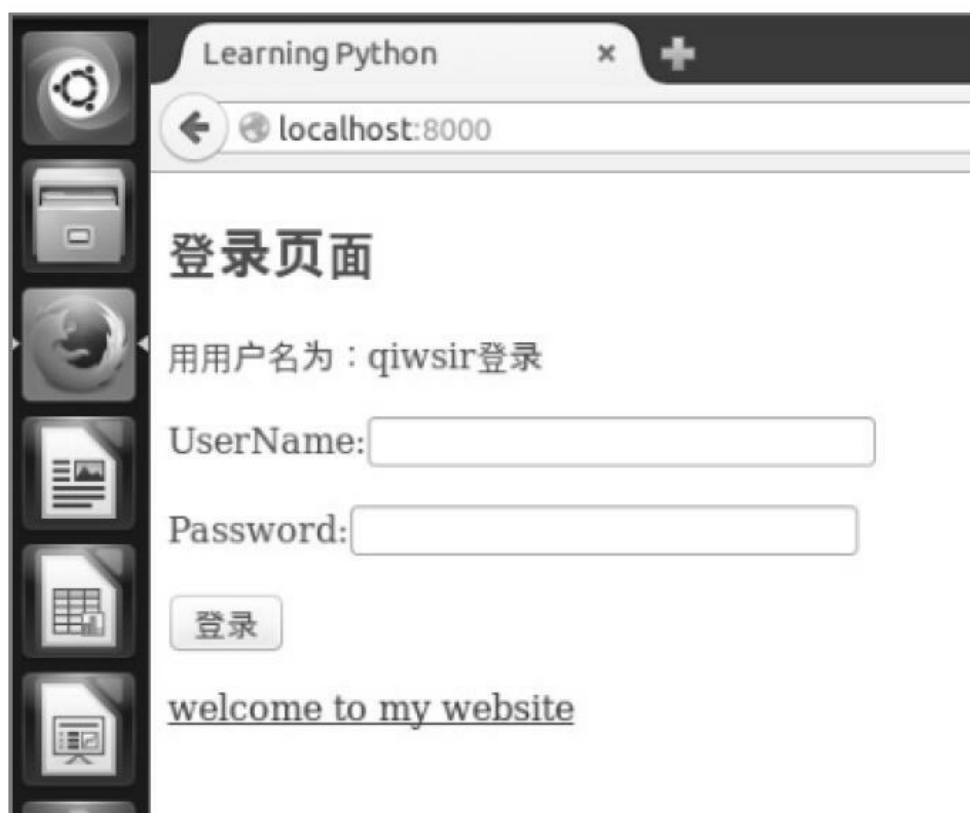 Learning Python
localhost:8000
登录页面
用用户名为：qiwsir登录
UserName:
Password:
登录
welcome to my website